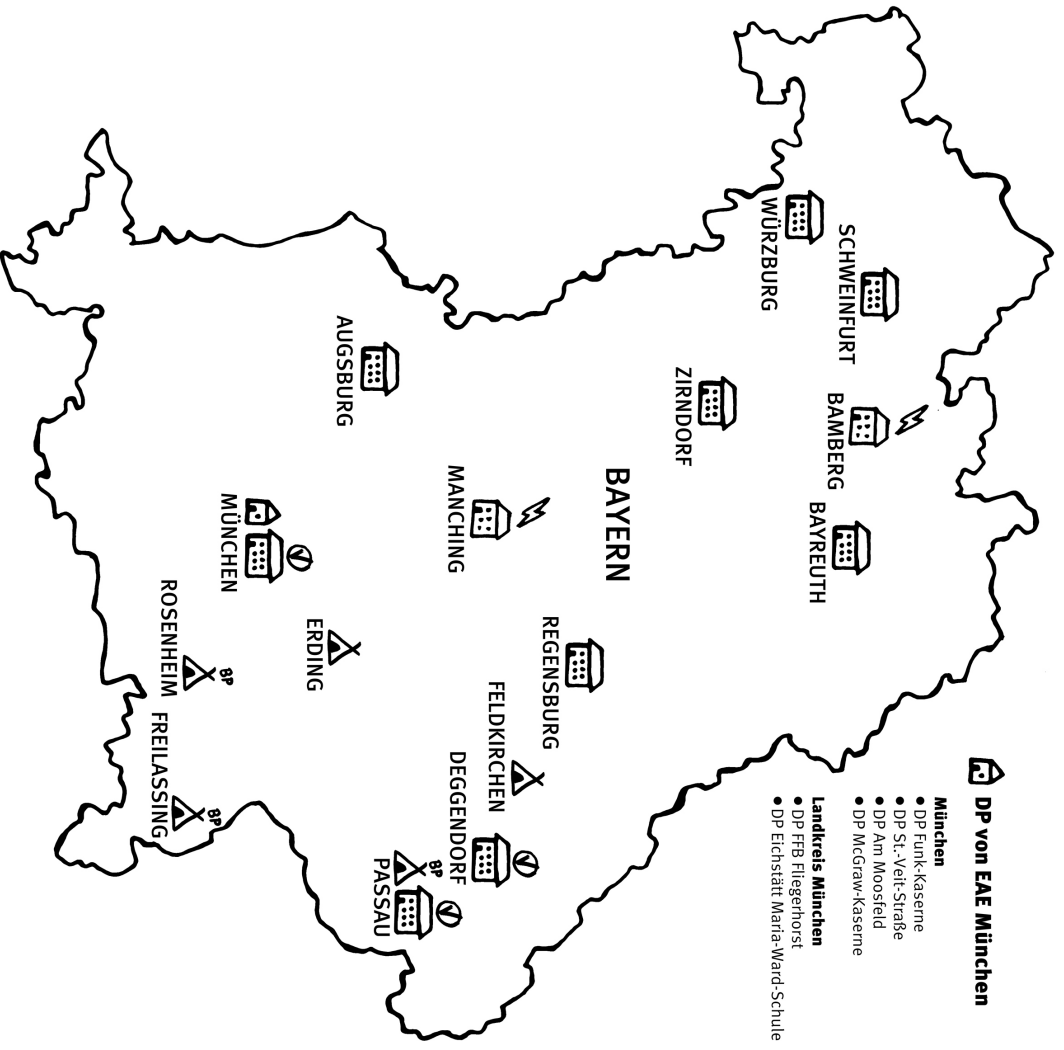 DP von EAE München
München
• DP Funk-Kaserne
• DP St.-Veit-Straße
• DP Am Moosfeld
• DP McGraw-Kaserne
Landkreis München
• DP FFB Fliegerhorst
• DP Eichstätt Maria-Ward-Schule
SCHWEINFURT
WÜRZBURG
BAMBERG
BAYREUTH
ZIRNDORF
BAYERN
REGENSBURG
FELDKIRCHEN
MANCHING
V
DEGGENDORF
BP
V
PASSAU
AUGSBURG
ERDING
V
MÜNCHEN
BP
ROSENHEIM
BP
FREILASSING